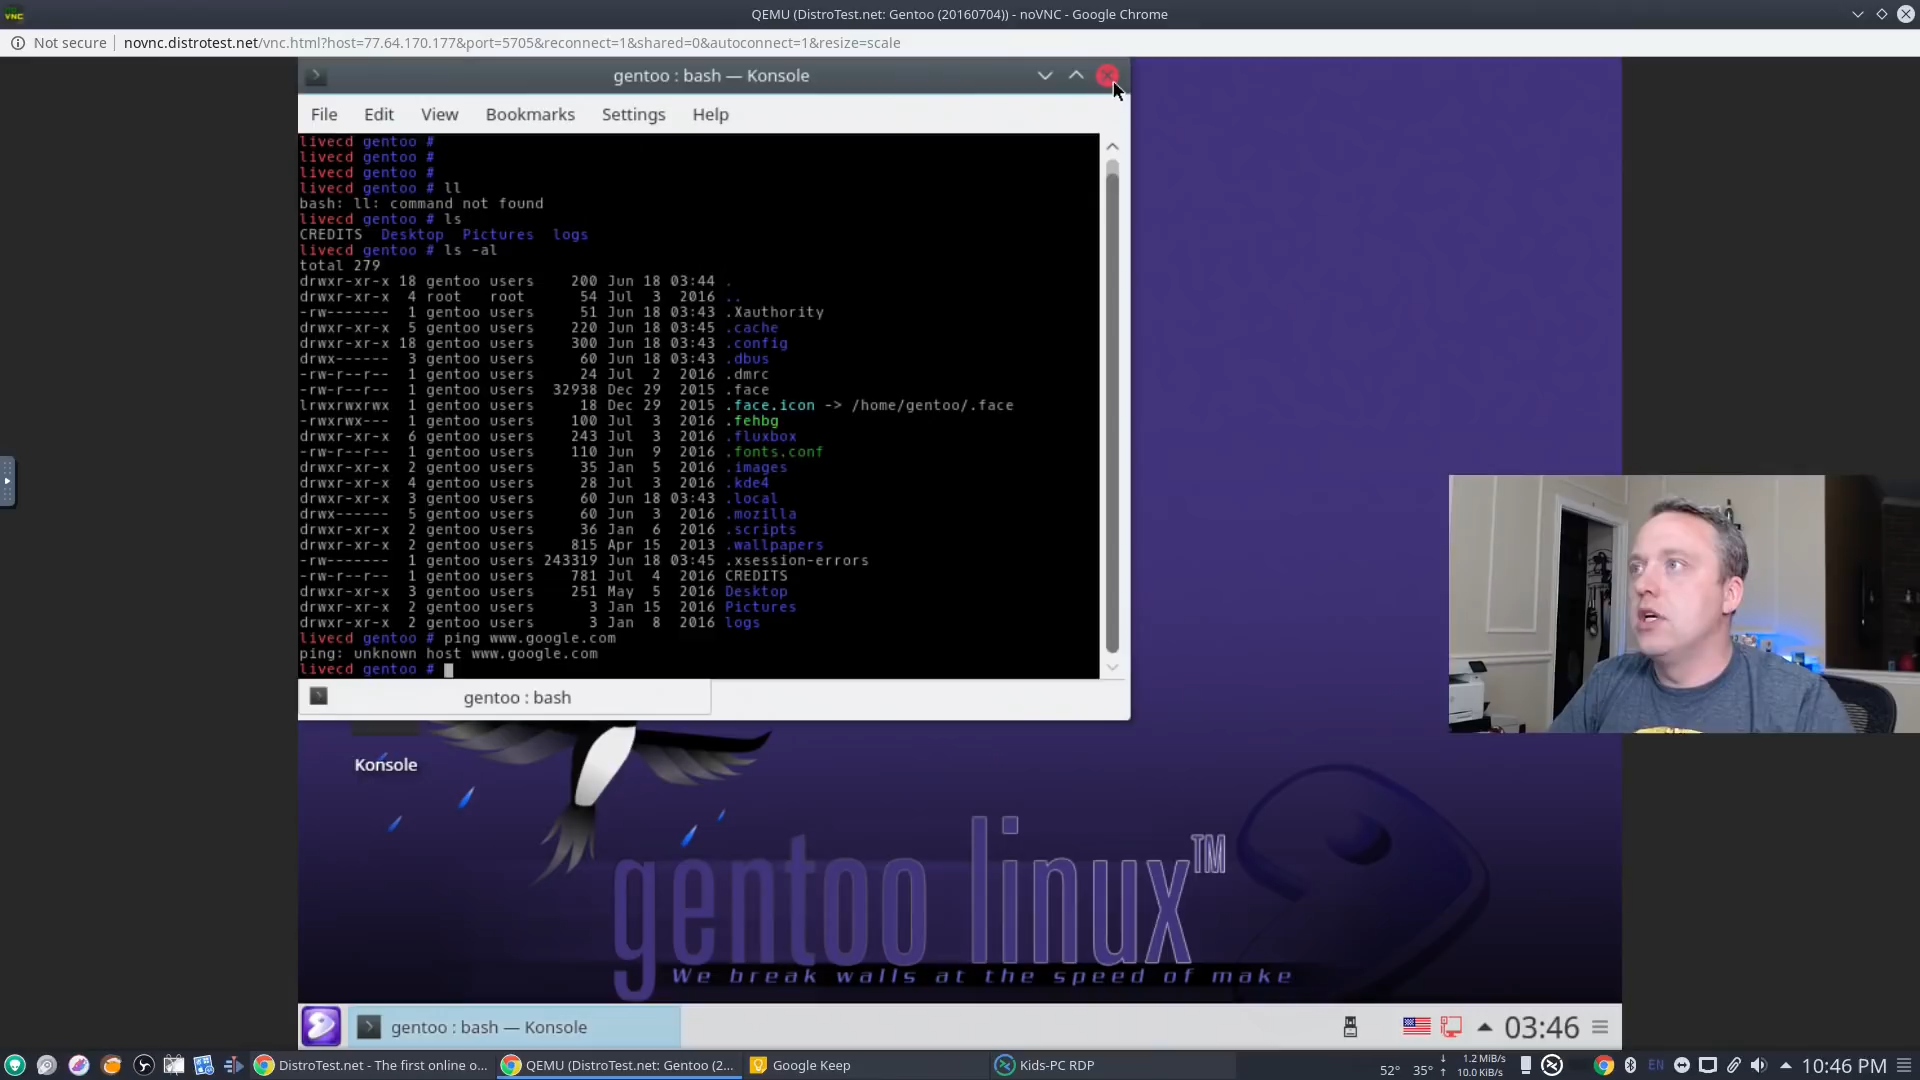 QEMU (DistroTest.net: Gentoo (20160704)) - noVNC - Google Chrome
Not secure novnc.distrotest.net/vnc.html?host=77.64.170.177&port=5705&reconnect=1&shared=0&autoconnect=1&resize=scale
gentoo : bash — Konsole
File Edit View Bookmarks Settings Help
livecd gentoo #
livecd gentoo #
livecd gentoo #
livecd gentoo # ll
bash: ll: command not found
livecd gentoo # ls
CREDITS Desktop Pictures logs
livecd gentoo # ls -al
total 279
drwxr-xr-x 18 gentoo users 200 Jun 18 03:44 .
drwxr-xr-x 4 root root 54 Jul 3 2016 ..
-rw------- 1 gentoo users 51 Jun 18 03:43 .Xauthority
drwxr-xr-x 5 gentoo users 220 Jun 18 03:45 .cache
drwxr-xr-x 18 gentoo users 300 Jun 18 03:43 .config
drwx------ 3 gentoo users 60 Jun 18 03:43 .dbus
-rw-r--r-- 1 gentoo users 24 Jul 2 2016 .dmrc
-rw-r--r-- 1 gentoo users 32938 Dec 29 2015 .face
lrwxrwxrwx 1 gentoo users 18 Dec 29 2015 .face.icon -> /home/gentoo/.face
-rwxrwx--- 1 gentoo users 100 Jul 3 2016 .fehbg
drwxr-xr-x 6 gentoo users 243 Jul 3 2016 .fluxbox
-rw-r--r-- 1 gentoo users 110 Jun 9 2016 .fonts.conf
drwxr-xr-x 2 gentoo users 35 Jan 5 2016 .images
drwxr-xr-x 4 gentoo users 28 Jul 3 2016 .kde4
drwxr-xr-x 3 gentoo users 60 Jun 18 03:43 .local
drwx------ 5 gentoo users 60 Jun 3 2016 .mozilla
drwxr-xr-x 2 gentoo users 36 Jan 6 2016 .scripts
drwxr-xr-x 2 gentoo users 815 Apr 15 2013 .wallpapers
-rw------- 1 gentoo users 243319 Jun 18 03:45 .xsession-errors
-rw-r--r-- 1 gentoo users 781 Jul 4 2016 CREDITS
drwxr-xr-x 3 gentoo users 251 May 5 2016 Desktop
drwxr-xr-x 2 gentoo users 3 Jan 15 2016 Pictures
drwxr-xr-x 2 gentoo users 3 Jan 8 2016 logs
livecd gentoo # ping www.google.com
ping: unknown host www.google.com
livecd gentoo #
gentoo : bash
Konsole
gentoo linux™
We break walls at the speed of make
gentoo : bash — Konsole 03:46
DistroTest.net - The first online o... QEMU (DistroTest.net: Gentoo (2... Google Keep Kids-PC RDP 52° 35° 1.2 MiB/s 10.0 KiB/s EN 10:46 PM